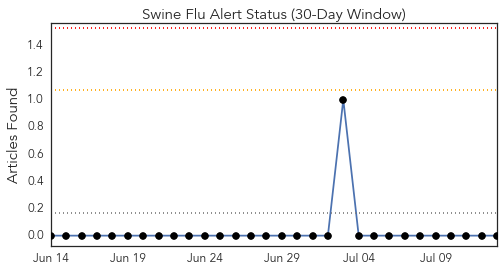 Swine Flu Alert Status (30-Day Window)
Articles Found
1.4
1.2
1.0
0.8
0.6
0.4
0.2
0.0
Jun 14 Jun 19 Jun 24 Jun 29 Jul 04 Jul 09